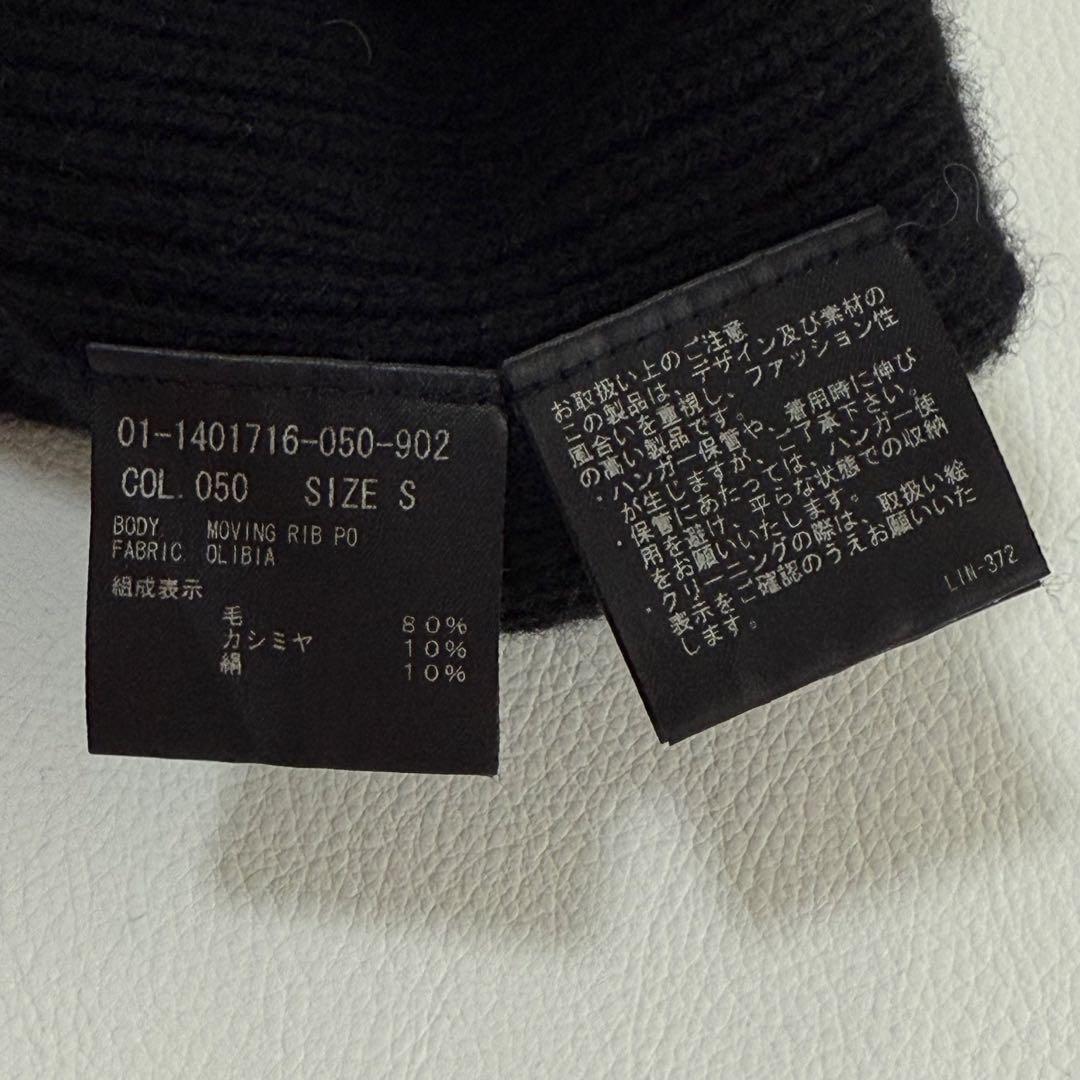 01-1401716-050-902
COL. 050 SIZE S
BODY. MOVING RIB PO
FABRIC. OLIBIA
組成表示
毛 80%
カシミヤ 10%
絹 10%
お取扱い上のご注意
この製品は、デザイン及び素材の
風合いを重視し、ファッション性
の高い製品です。
・ハンガー保管や、着用時に伸び
が生じますが、ご了承下さい。
・保管にあたっては、ハンガー使
用を避け、平らな状態での収納
をお願いいたします。
・クリーニングの際は、取扱い絵
表示をご確認のうえお願いいた
します。
LIN-372